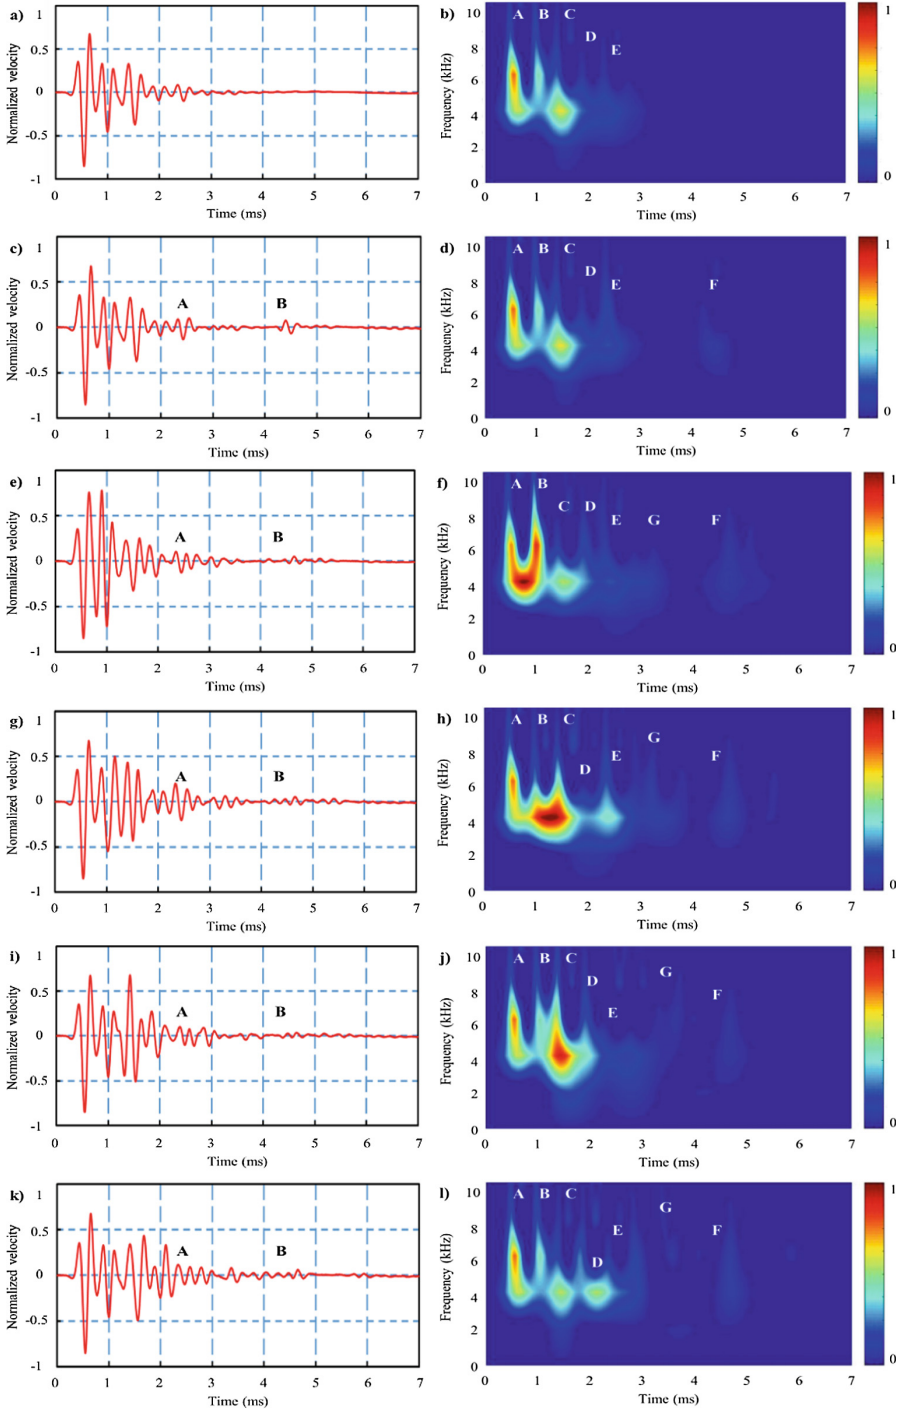 a)
1
0.5
0
-0.5
-1
Normalized velocity
0 1 2 3 4 5 6 7
Time (ms)
b)
10
8
6
4
2
0
Frequency (kHz)
A B C
D
E
0 1 2 3 4 5 6 7
Time (ms)
1
0
c)
1
0.5
0
-0.5
-1
Normalized velocity
A B
0 1 2 3 4 5 6 7
Time (ms)
d)
10
8
6
4
2
0
Frequency (kHz)
A B C
D
E F
0 1 2 3 4 5 6 7
Time (ms)
1
0
e)
1
0.5
0
-0.5
-1
Normalized velocity
A B
0 1 2 3 4 5 6 7
Time (ms)
f)
10
8
6
4
2
0
Frequency (kHz)
A B
C D
E G F
0 1 2 3 4 5 6 7
Time (ms)
1
0
g)
1
0.5
0
-0.5
-1
Normalized velocity
A B
0 1 2 3 4 5 6 7
Time (ms)
h)
10
8
6
4
2
0
Frequency (kHz)
A B C
G
E F
D
0 1 2 3 4 5 6 7
Time (ms)
1
0
i)
1
0.5
0
-0.5
-1
Normalized velocity
A B
0 1 2 3 4 5 6 7
Time (ms)
j)
10
8
6
4
2
0
Frequency (kHz)
A B C
G
D
F
E
0 1 2 3 4 5 6 7
Time (ms)
1
0
k)
1
0.5
0
-0.5
-1
Normalized velocity
A B
0 1 2 3 4 5 6 7
Time (ms)
l)
10
8
6
4
2
0
Frequency (kHz)
A B C
G
E F
D
0 1 2 3 4 5 6 7
Time (ms)
1
0